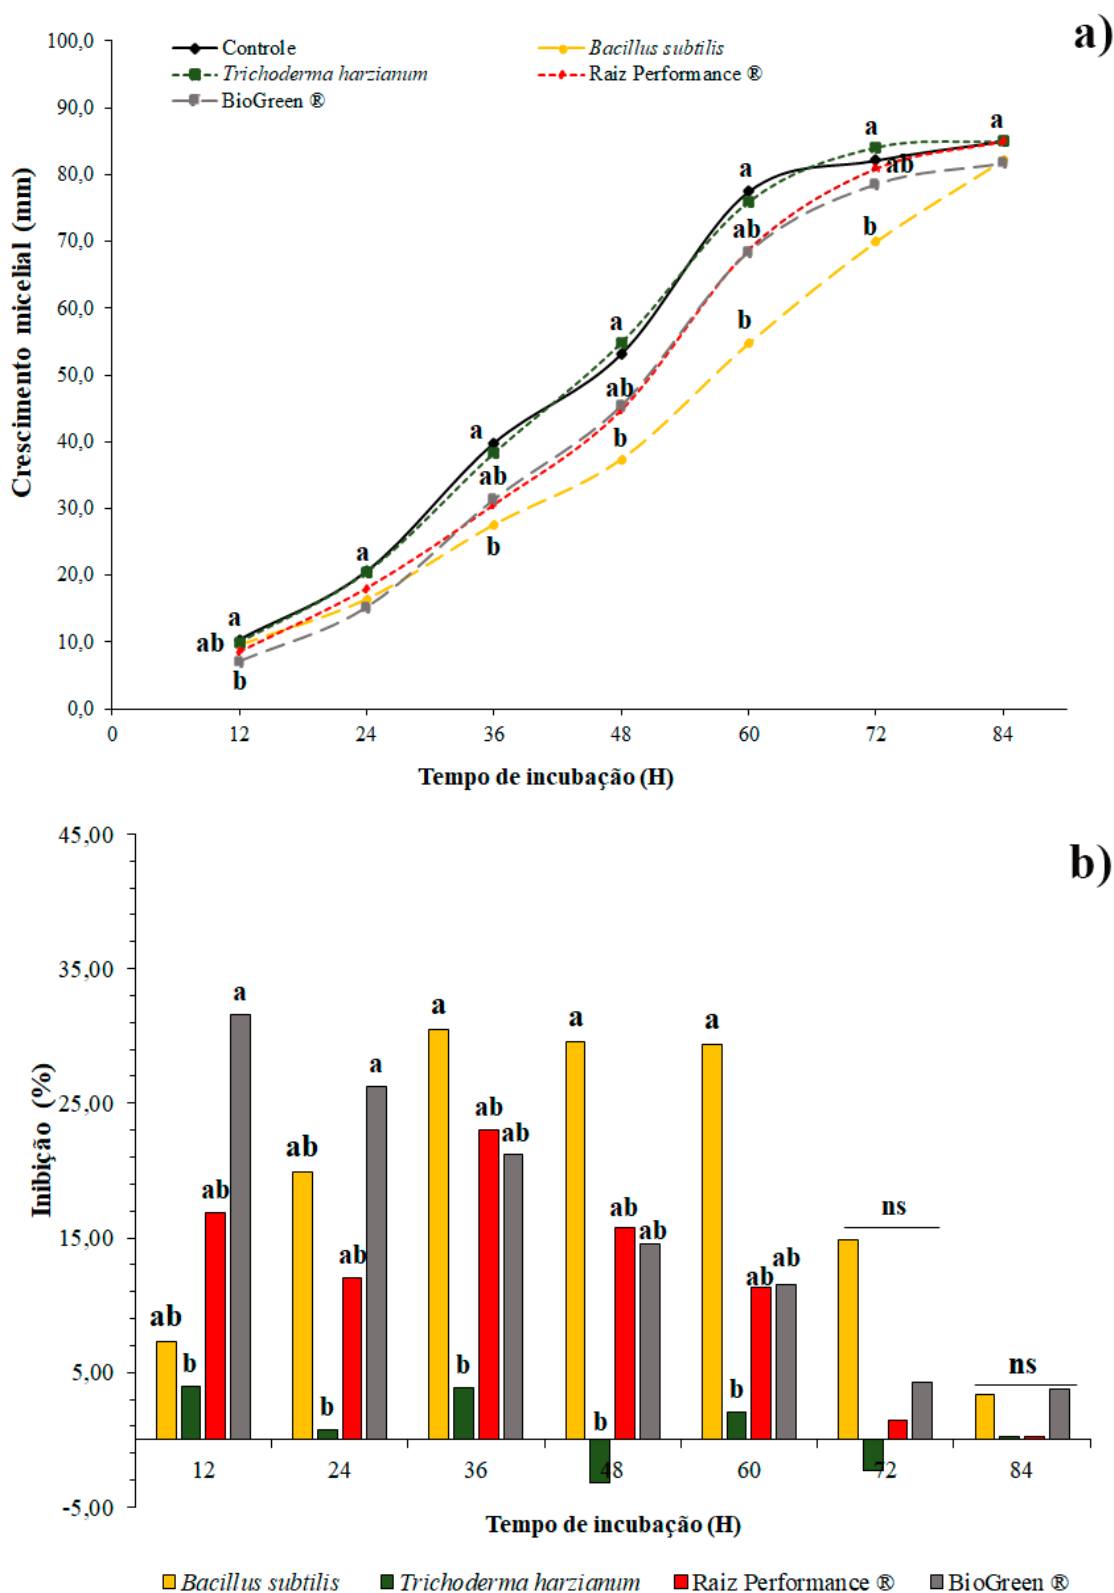 a)
Controle
Bacillus subtilis
Trichoderma harzianum
Raiz Performance ®
BioGreen ®
Crescimento micelial (mm)
100,0
90,0
80,0
70,0
60,0
50,0
40,0
30,0
20,0
10,0
0,0
a
ab
b
a
a
ab
b
a
ab
b
a
ab
b
a
ab
b
a
0 12 24 36 48 60 72 84
Tempo de incubação (H)
b)
Inibição (%)
45,00
35,00
25,00
15,00
5,00
-5,00
ab b ab a
ab b ab a
a b ab ab
a b ab ab
a b ab ab
ns
ns
12 24 36 48 60 72 84
Tempo de incubação (H)
Bacillus subtilis Trichoderma harzianum Raiz Performance ® BioGreen ®